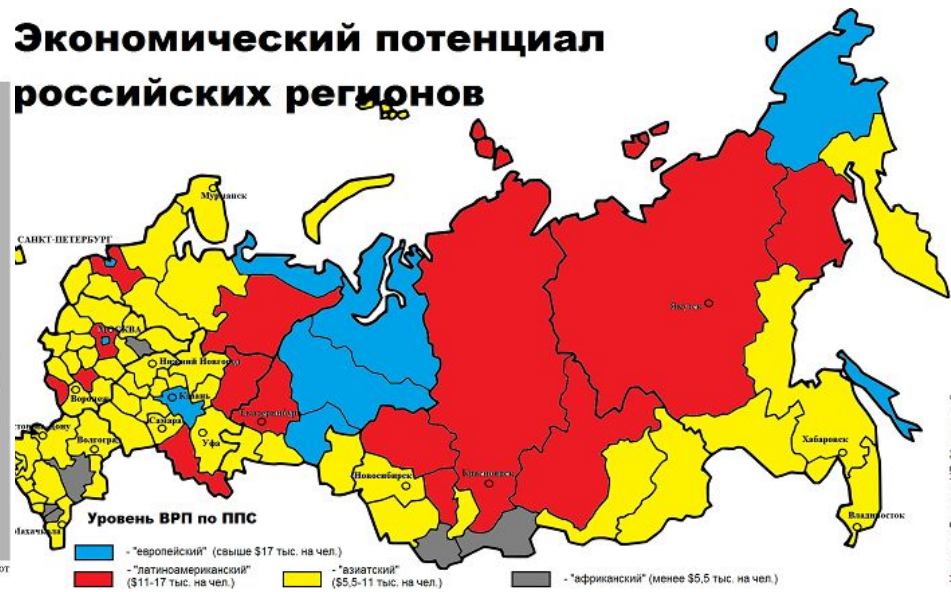 Экономический потенциал
российских регионов
Мурманск
САНКТ-ПЕТЕРБУРГ
МОСКВА
Якутск
Нижний Новгород
Казань
Воронеж
Екатеринбург
Самара
Уфа
Волгоград
Новосибирск
Красноярск
Хабаровск
Владивосток
Махачкала
Уровень ВРП по ППС
- "европейский" (свыше $17 тыс. на чел.)
- "латиноамериканский"
($11-17 тыс. на чел.)
- "азиатский"
($5,5-11 тыс. на чел.)
- "африканский" (менее $5,5 тыс. на чел.)